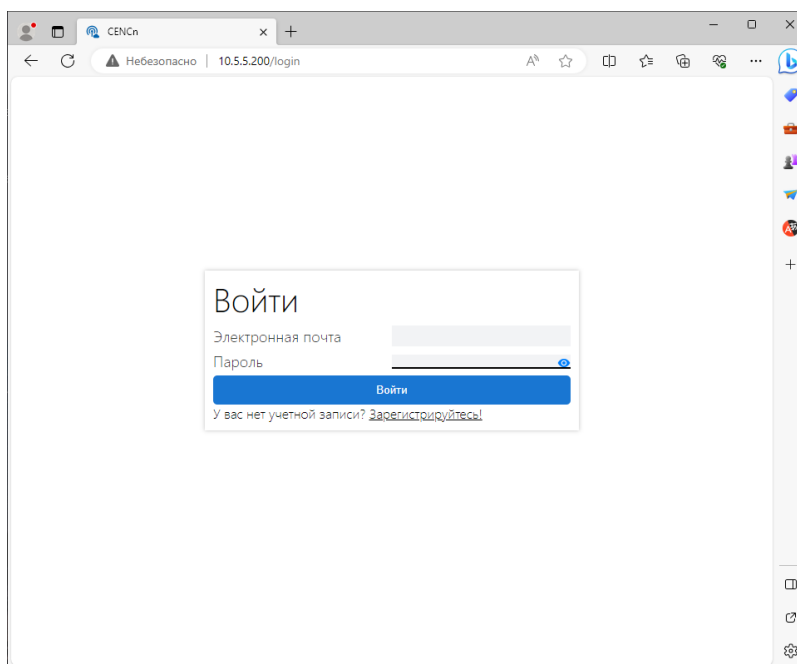 CENCn
Небезопасно | 10.5.5.200/login
Войти
Электронная почта
Пароль
Войти
У вас нет учетной записи? Зарегистрируйтесь!